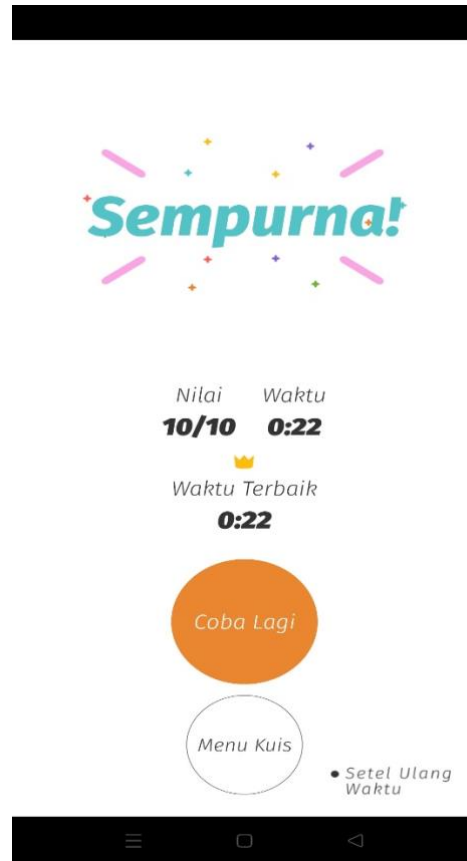 Sempurna!
Nilai Waktu
10/10 0:22
Waktu Terbaik
0:22
Coba Lagi
Menu Kuis
Setel Ulang
Waktu